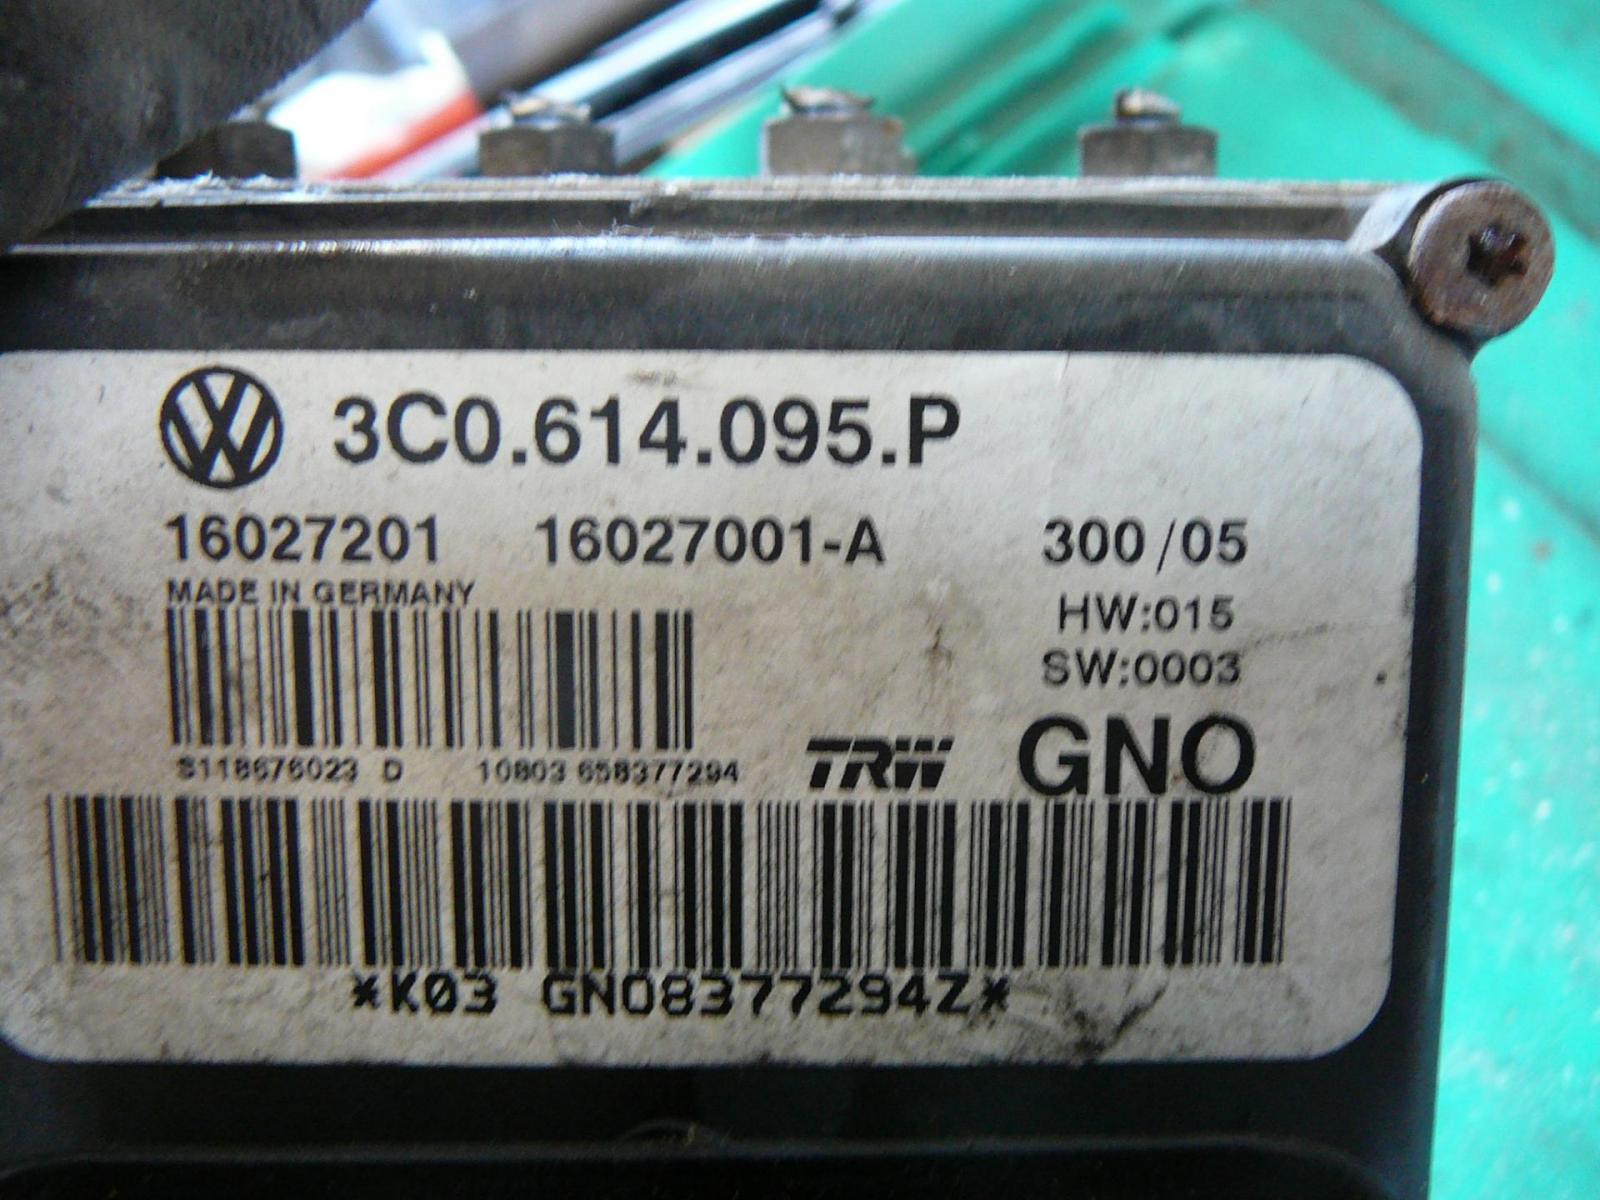 3C0.614.095.P
16027201 16027001-A 300/05
MADE IN GERMANY HW:015
SW:0003
S118676023 D 10803 658377294 TRW GNO
*K03 GNO8377294Z*